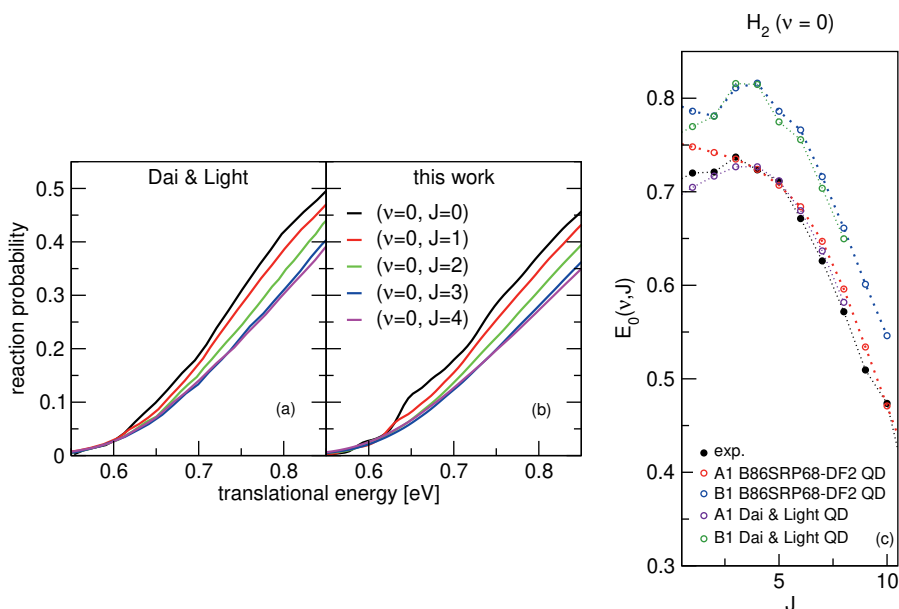 H₂ (ν = 0)
Dai & Light
this work
0.5
0.4
0.3
0.2
0.1
0
reaction probability
(ν=0, J=0)
(ν=0, J=1)
(ν=0, J=2)
(ν=0, J=3)
(ν=0, J=4)
(a)
(b)
0.6 0.7 0.8
0.6 0.7 0.8
translational energy [eV]
0.8
0.7
0.6
0.5
0.4
0.3
E₀(ν,J)
exp.
A1 B86SRP68-DF2 QD
B1 B86SRP68-DF2 QD
A1 Dai & Light QD
B1 Dai & Light QD
(c)
5 10
J